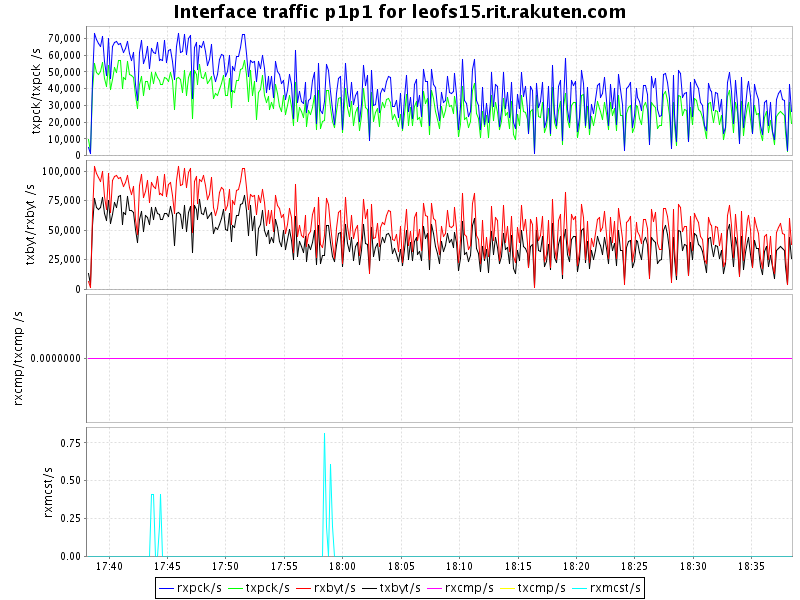 Interface traffic p1p1 for leofs15.rit.rakuten.com
txpck/txpck /s
70,000
60,000
50,000
40,000
30,000
20,000
10,000
0
txbyt/rxbyt /s
100,000
75,000
50,000
25,000
0
rxcmp/txcmp /s
0.0000000
rxmcst/s
0.75
0.50
0.25
0.00
17:40 17:45 17:50 17:55 18:00 18:05 18:10 18:15 18:20 18:25 18:30 18:35
rxpck/s txpck/s rxbyt/s txbyt/s rxcmp/s txcmp/s rxmcst/s